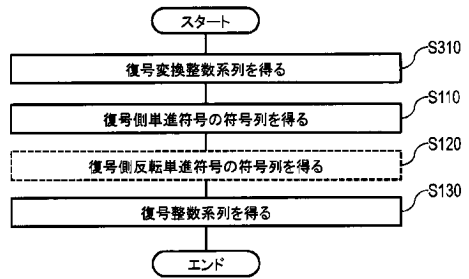 スタート
S310
復号変換整数系列を得る
S110
復号側単進符号の符号列を得る
S120
復号側反転単進符号の符号列を得る
S130
復号整数系列を得る
エンド